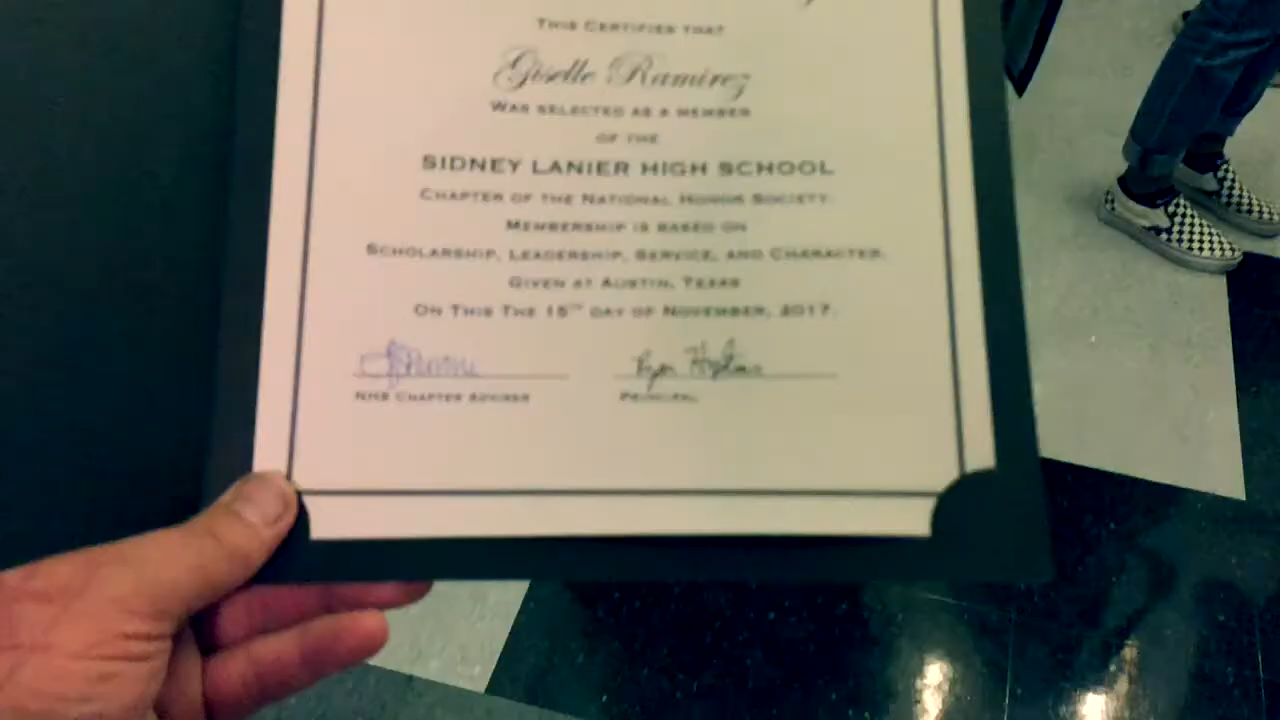 THIS CERTIFIES THAT
Giselle Ramirez
WAS SELECTED AS A MEMBER
OF THE
SIDNEY LANIER HIGH SCHOOL
CHAPTER OF THE NATIONAL HONOR SOCIETY.
MEMBERSHIP IS BASED ON
SCHOLARSHIP, LEADERSHIP, SERVICE, AND CHARACTER.
GIVEN AT AUSTIN, TEXAS
ON THIS THE 15TH DAY OF NOVEMBER, 2017.
NHS CHAPTER ADVISER PRINCIPAL